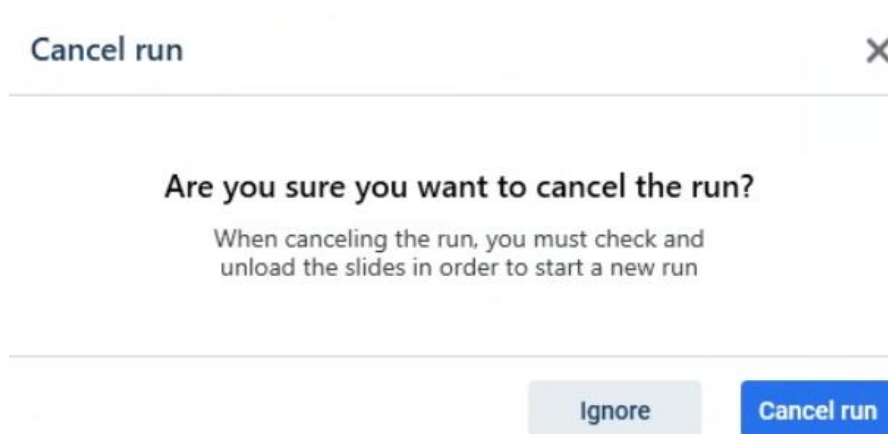 Cancel run
Are you sure you want to cancel the run?
When canceling the run, you must check and
unload the slides in order to start a new run
Ignore
Cancel run